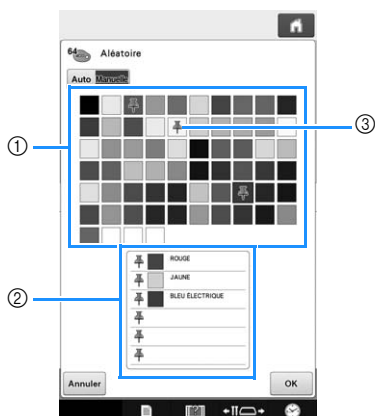 64 Aléatoire
Auto Manuelle
①
③
②
ROUGE
JAUNE
BLEU ÉLECTRIQUE
Annuler
OK